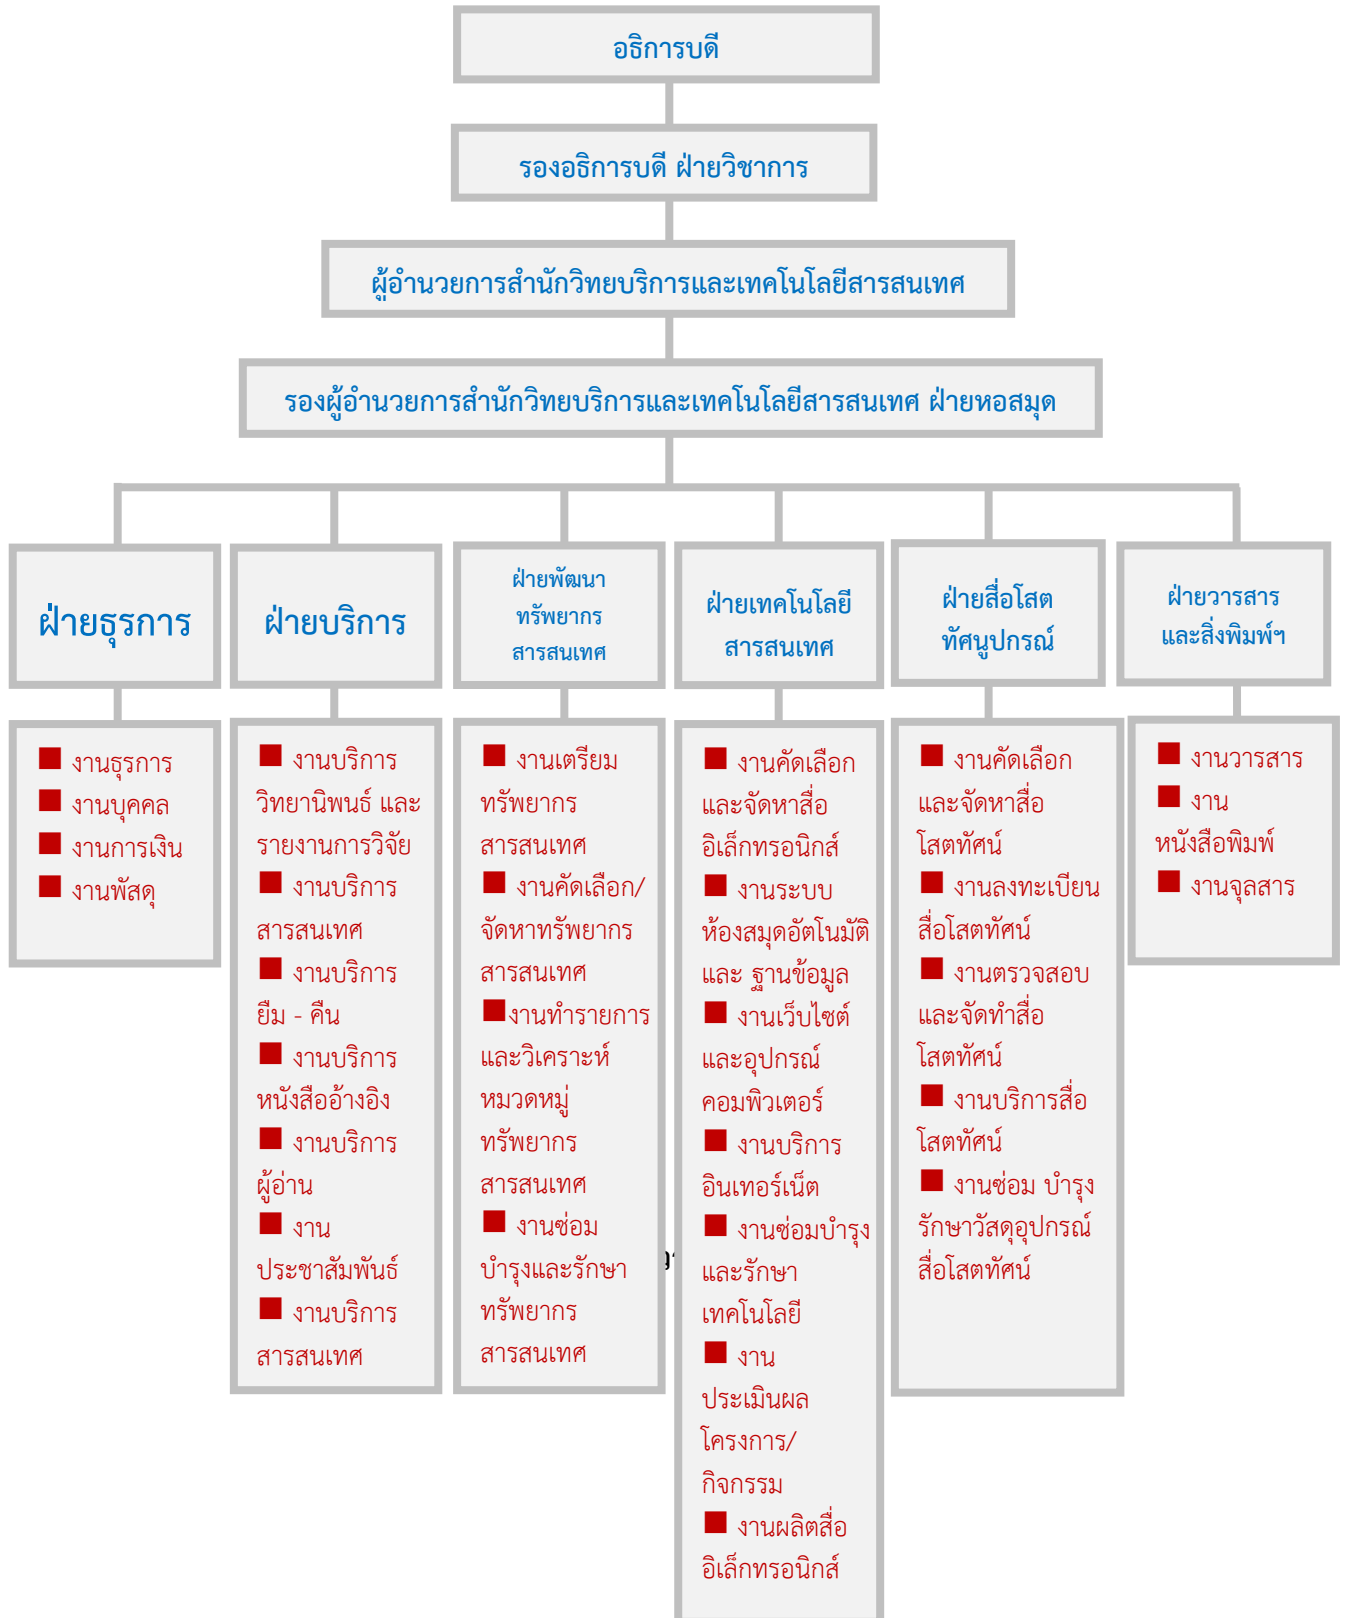 อธิการบดี
รองอธิการบดี ฝ่ายวิชาการ
ผู้อำนวยการสำนักวิทยบริการและเทคโนโลยีสารสนเทศ
รองผู้อำนวยการสำนักวิทยบริการและเทคโนโลยีสารสนเทศ ฝ่ายหอสมุด
ฝ่ายธุรการ
■ งานธุรการ
■ งานบุคคล
■ งานการเงิน
■ งานพัสดุ
ฝ่ายบริการ
■ งานบริการ
วิทยานิพนธ์ และ
รายงานการวิจัย
■ งานบริการ
สารสนเทศ
■ งานบริการ
ยืม - คืน
■ งานบริการ
หนังสืออ้างอิง
■ งานบริการ
ผู้อ่าน
■ งาน
ประชาสัมพันธ์
■ งานบริการ
สารสนเทศ
ฝ่ายพัฒนา
ทรัพยากร
สารสนเทศ
■ งานเตรียม
ทรัพยากร
สารสนเทศ
■ งานคัดเลือก/
จัดหาทรัพยากร
สารสนเทศ
■งานทำรายการ
และวิเคราะห์
หมวดหมู่
ทรัพยากร
สารสนเทศ
■ งานซ่อม
บำรุงและรักษา
ทรัพยากร
สารสนเทศ
ฝ่ายเทคโนโลยี
สารสนเทศ
■ งานคัดเลือก
และจัดหาสื่อ
อิเล็กทรอนิกส์
■ งานระบบ
ห้องสมุดอัตโนมัติ
และ ฐานข้อมูล
■ งานเว็บไซต์
และอุปกรณ์
คอมพิวเตอร์
■ งานบริการ
อินเทอร์เน็ต
■ งานซ่อมบำรุง
และรักษา
เทคโนโลยี
■ งาน
ประเมินผล
โครงการ/
กิจกรรม
■ งานผลิตสื่อ
อิเล็กทรอนิกส์
ฝ่ายสื่อโสต
ทัศนูปกรณ์
■ งานคัดเลือก
และจัดหาสื่อ
โสตทัศน์
■ งานลงทะเบียน
สื่อโสตทัศน์
■ งานตรวจสอบ
และจัดทำสื่อ
โสตทัศน์
■ งานบริการสื่อ
โสตทัศน์
■ งานซ่อม บำรุง
รักษาวัสดุอุปกรณ์
สื่อโสตทัศน์
ฝ่ายวารสาร
และสิ่งพิมพ์ฯ
■ งานวารสาร
■ งาน
หนังสือพิมพ์
■ งานจุลสาร